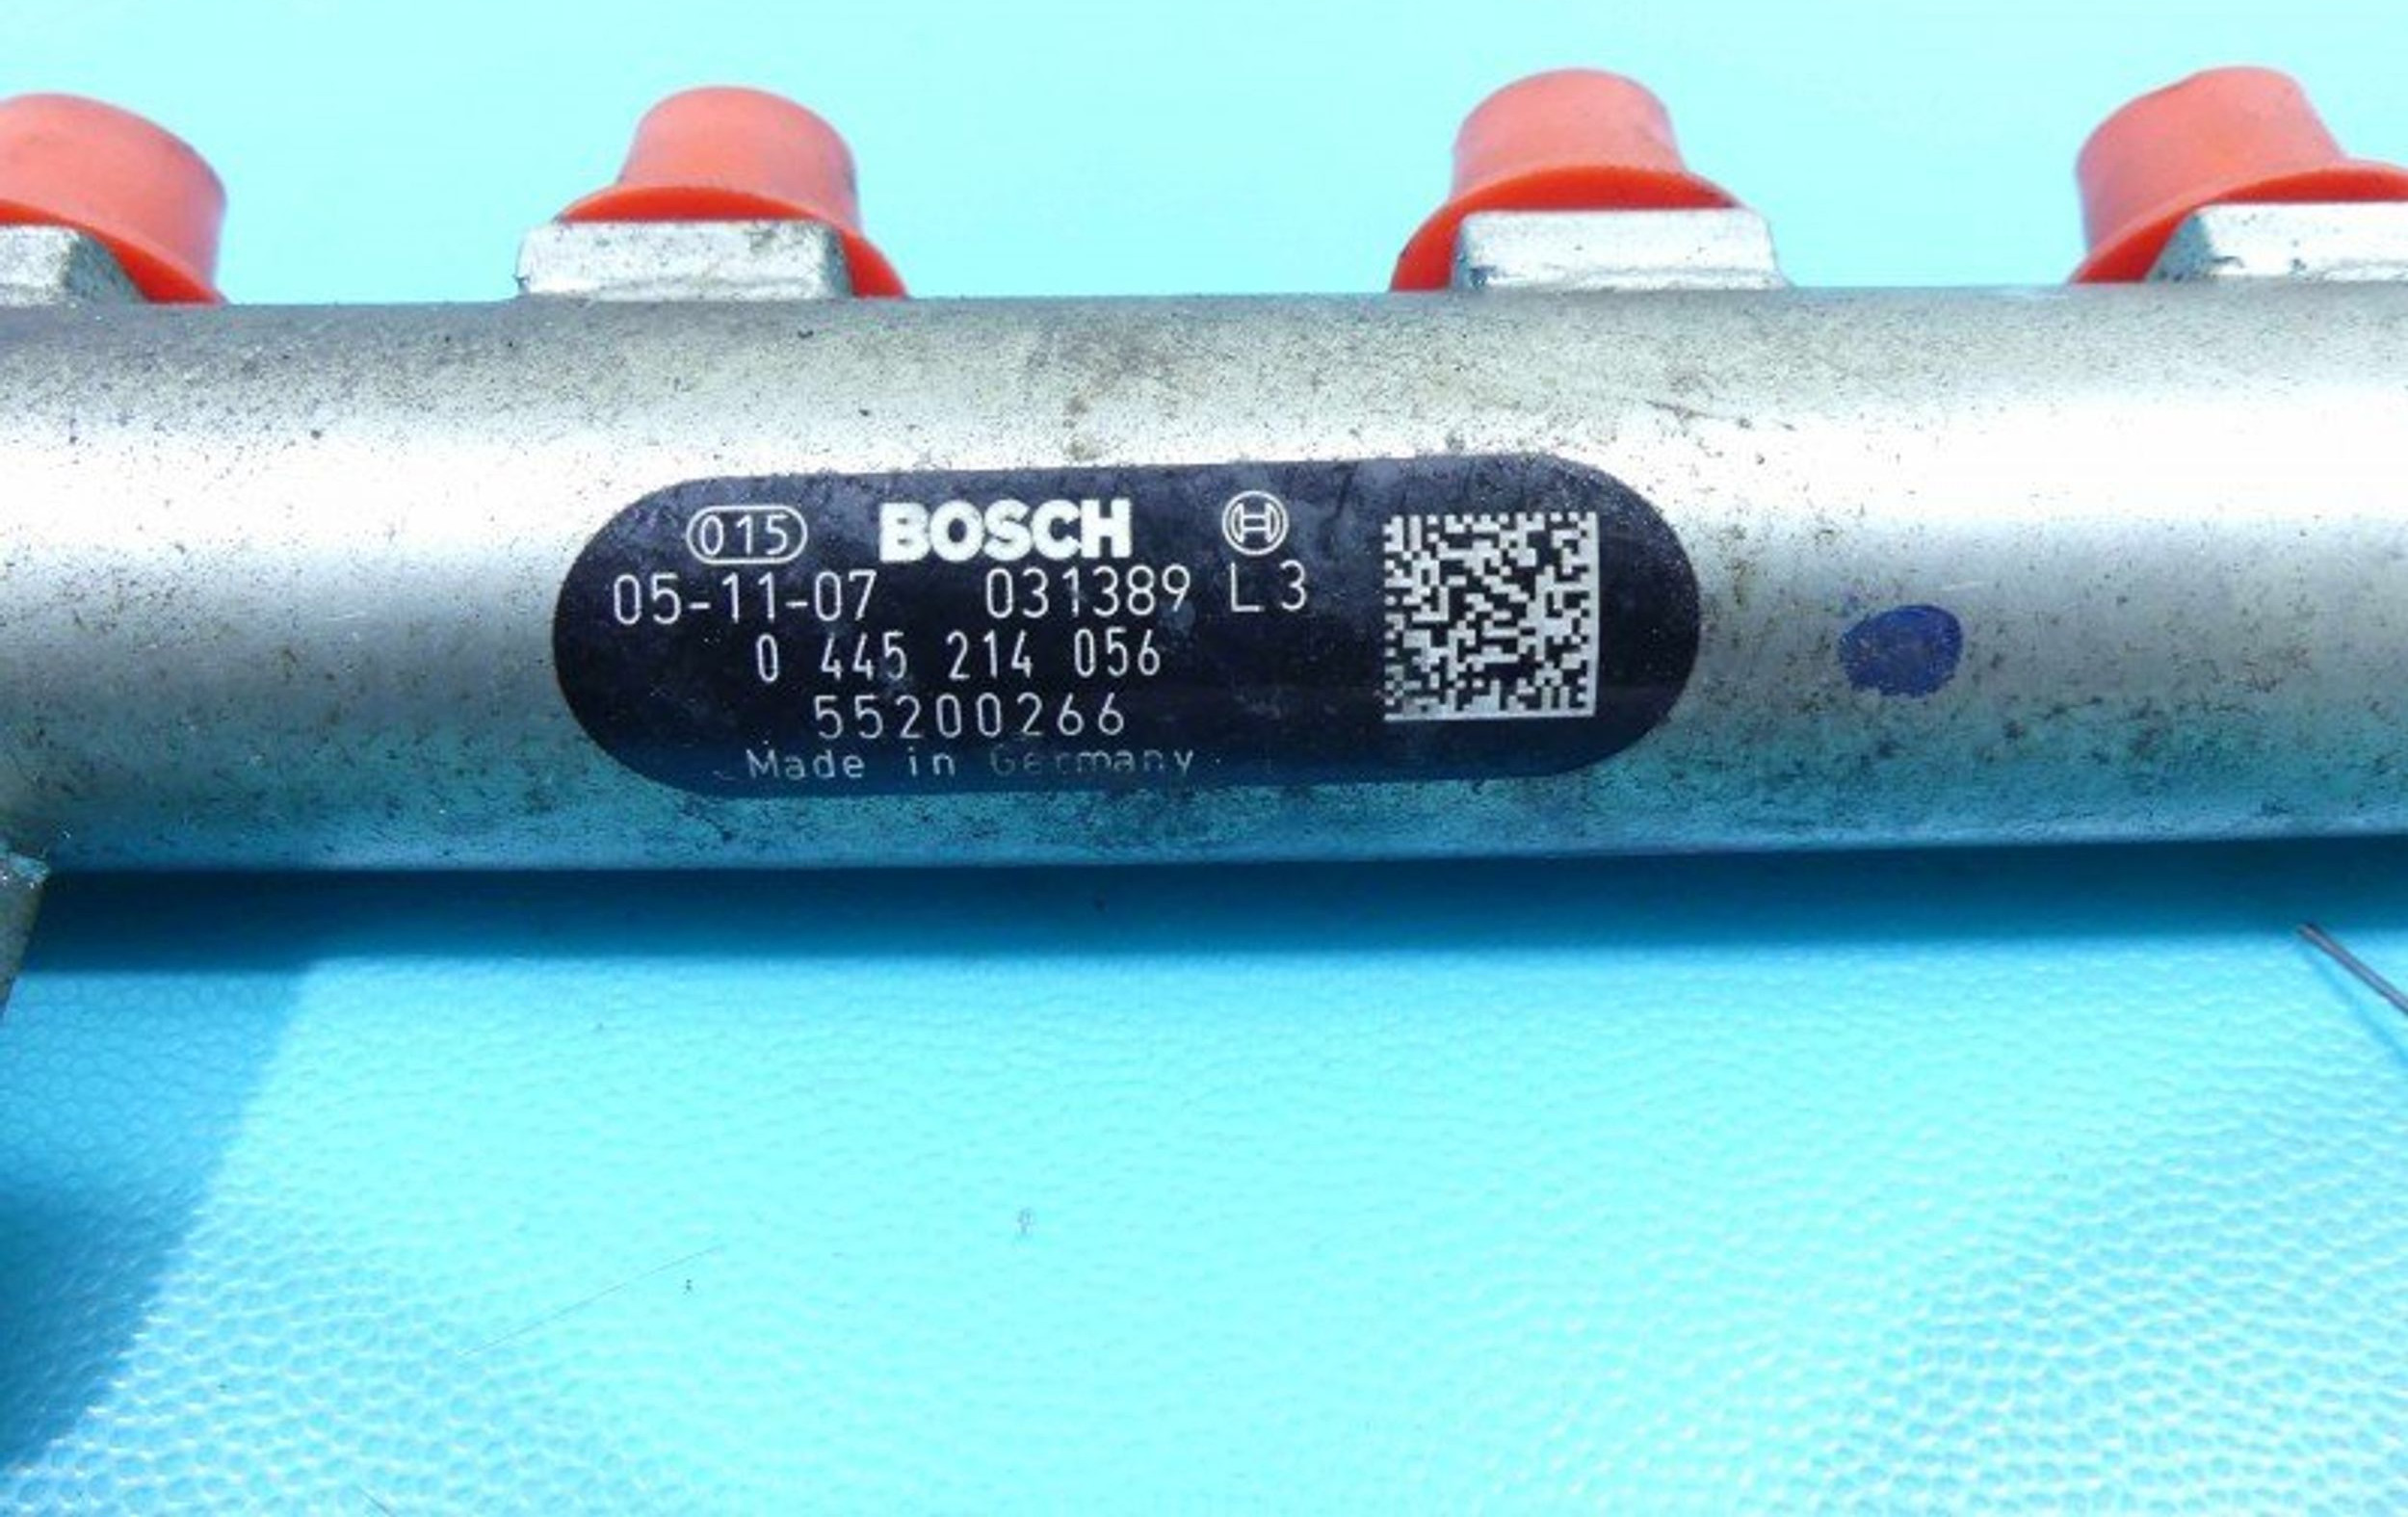 015 BOSCH
05-11-07 031389 L3
0 445 214 056
55200266
Made in Germany